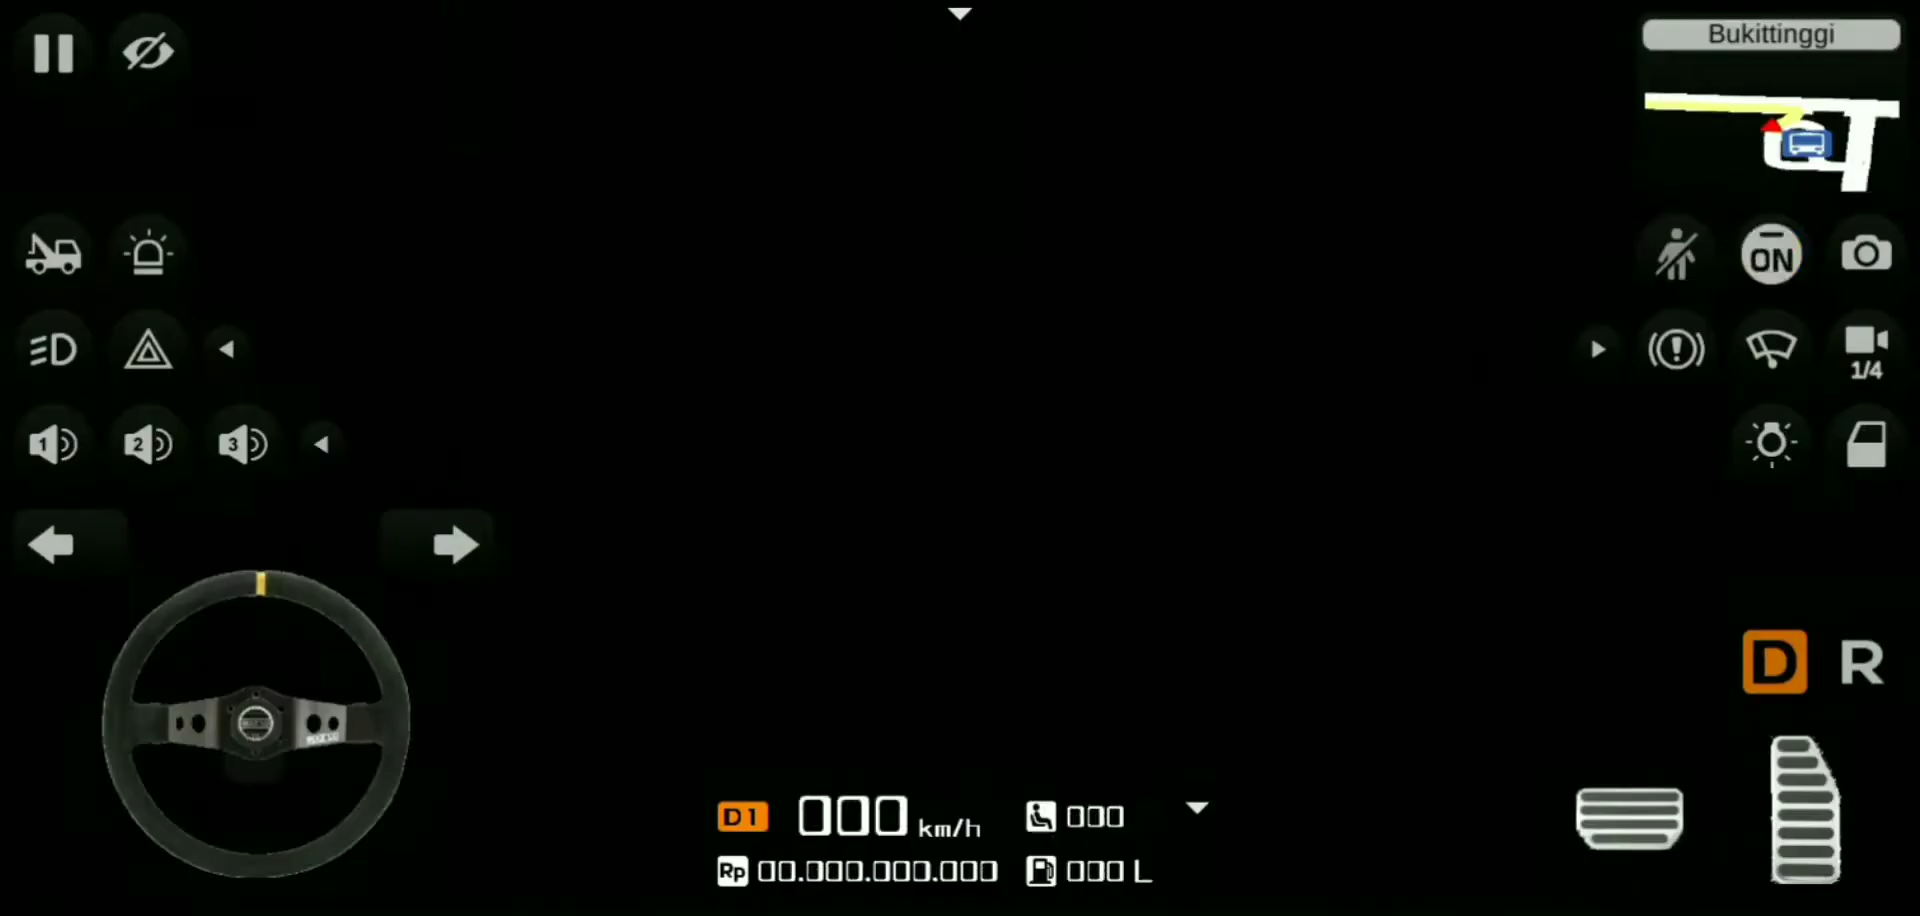 Bukittinggi
ON
1/4
1
2
3
D R
D1 000 km/h 000
Rp 00.000.000.000 000 L